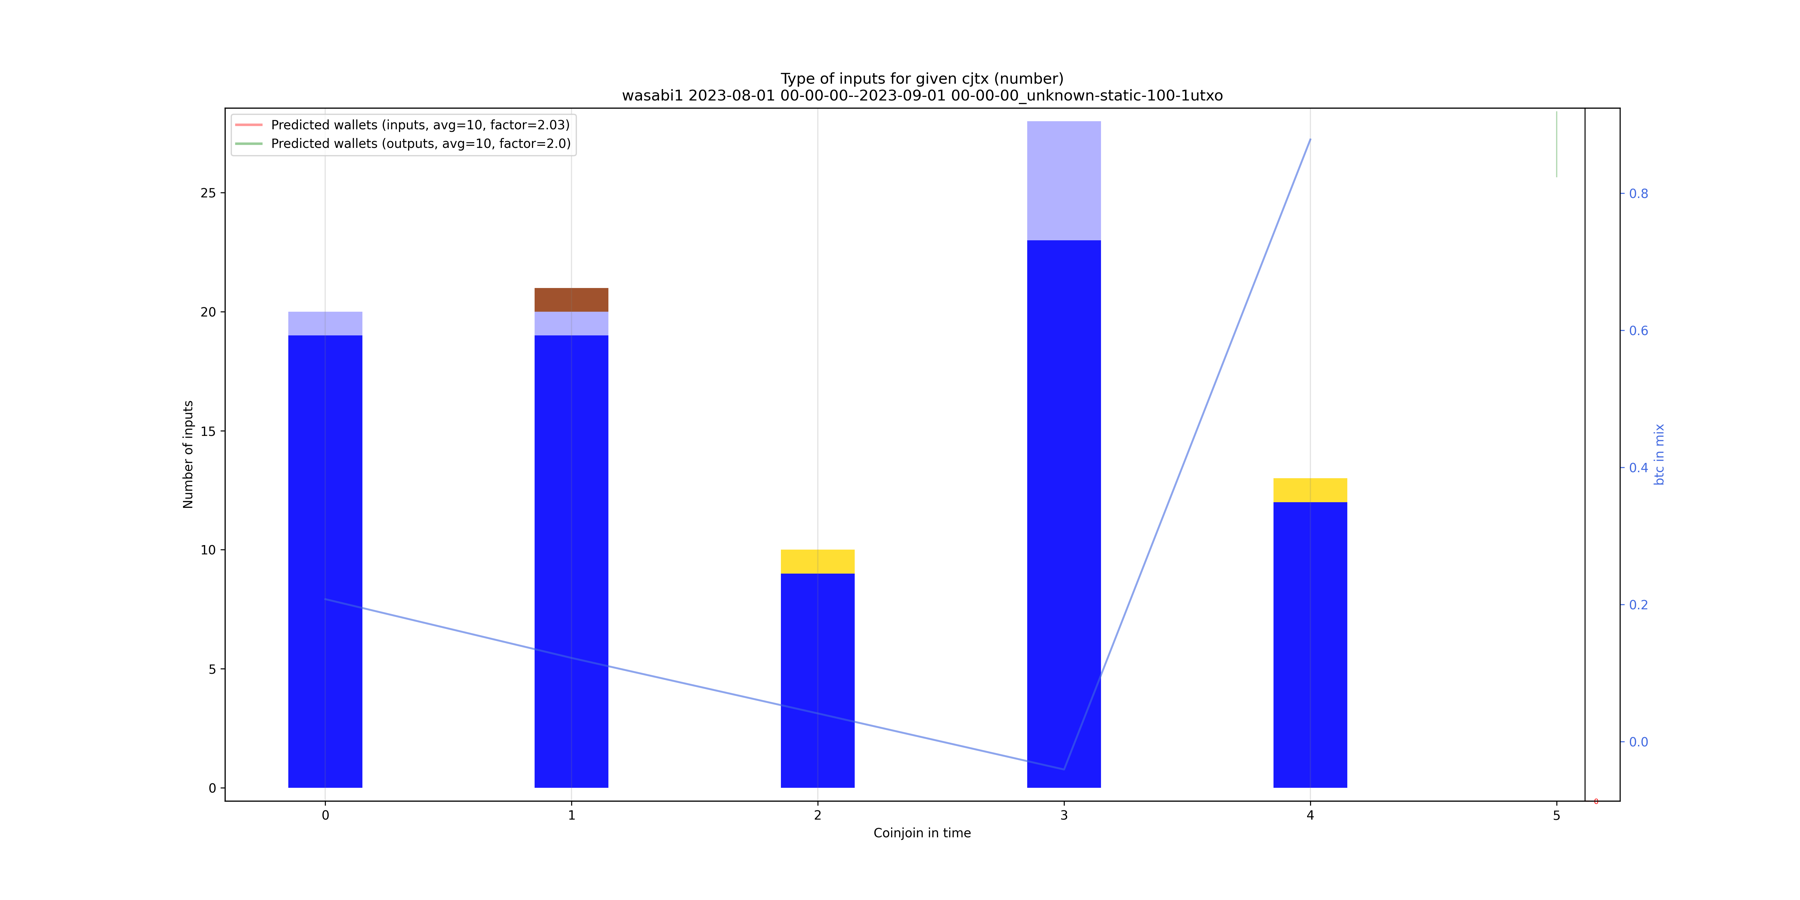 Type of inputs for given cjtx (number)
wasabi1 2023-08-01 00-00-00--2023-09-01 00-00-00_unknown-static-100-1utxo
Predicted wallets (inputs, avg=10, factor=2.03)
Predicted wallets (outputs, avg=10, factor=2.0)
25
20
15
10
5
0
Number of inputs
0.8
0.6
0.4
0.2
0.0
btc in mix
0
0 1 2 3 4 5
Coinjoin in time